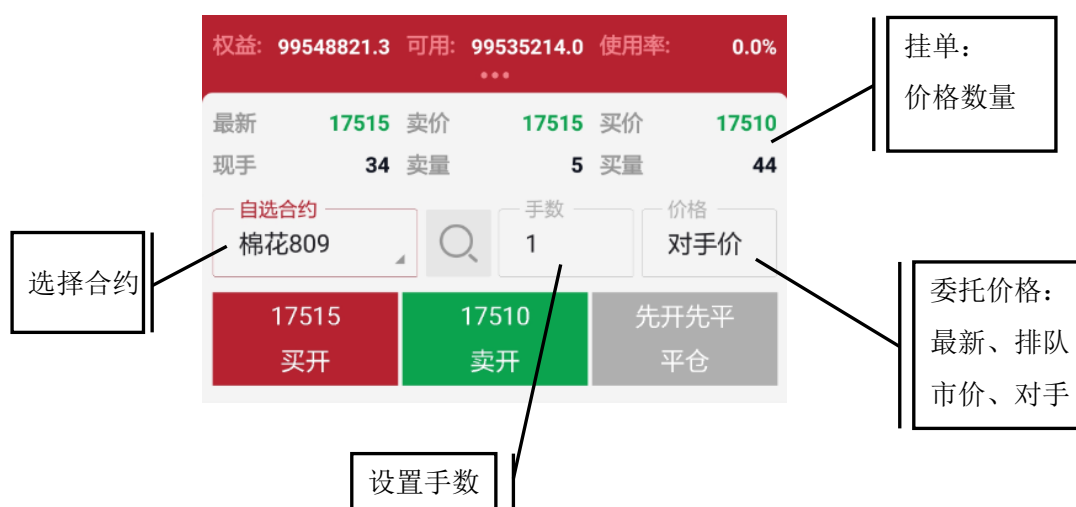 权益: 99548821.3 可用: 99535214.0 使用率: 0.0%
最新 17515 卖价 17515 买价 17510
现手 34 卖量 5 买量 44
自选合约 手数 价格
棉花809 1 对手价
17515 17510 先开先平
买开 卖开 平仓
挂单：
价格数量
选择合约
委托价格：
最新、排队
市价、对手
设置手数